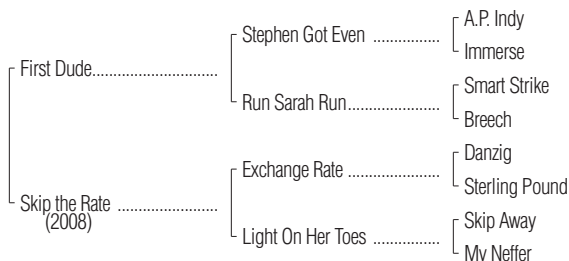 A.P. Indy
Stephen Got Even ................
Immerse
First Dude..............................
Smart Strike
Run Sarah Run......................
Breech
Danzig
Exchange Rate .....................
Sterling Pound
Skip the Rate ........................
(2008)
Skip Away
Light On Her Toes ................
My Neffer